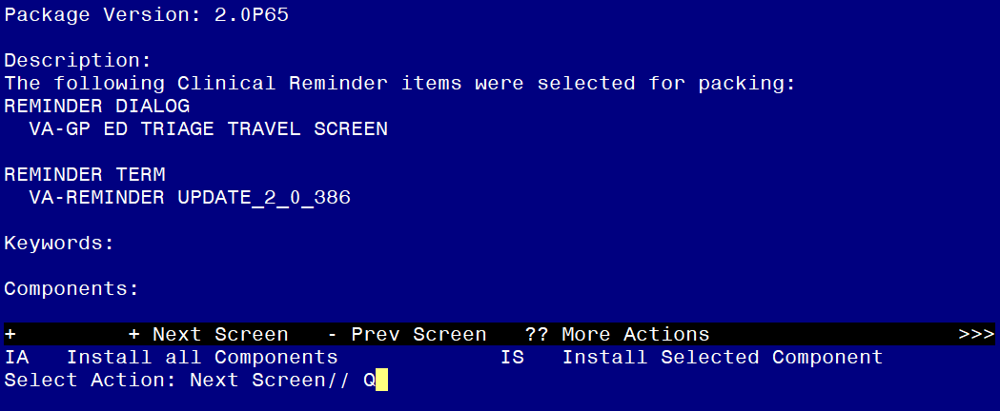 Package Version: 2.0P65
Description:
The following Clinical Reminder items were selected for packing:
REMINDER DIALOG
VA-GP ED TRIAGE TRAVEL SCREEN
REMINDER TERM
VA-REMINDER UPDATE_2_0_386
Keywords:
Components:
+ + Next Screen - Prev Screen ?? More Actions >>>
IA Install all Components IS Install Selected Component
Select Action: Next Screen// Q